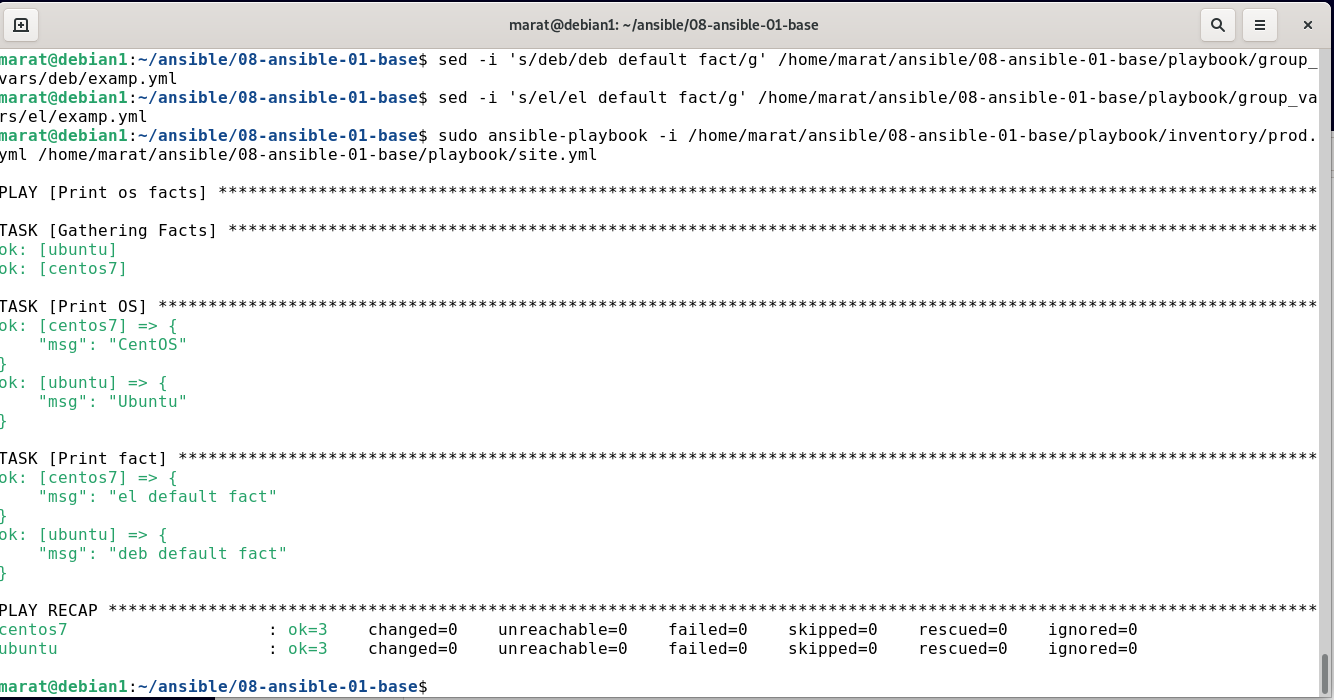 marat@debian1: ~/ansible/08-ansible-01-base
marat@debian1:~/ansible/08-ansible-01-base$ sed -i 's/deb/deb default fact/g' /home/marat/ansible/08-ansible-01-base/playbook/group_
vars/deb/examp.yml
marat@debian1:~/ansible/08-ansible-01-base$ sed -i 's/el/el default fact/g' /home/marat/ansible/08-ansible-01-base/playbook/group_va
rs/el/examp.yml
marat@debian1:~/ansible/08-ansible-01-base$ sudo ansible-playbook -i /home/marat/ansible/08-ansible-01-base/playbook/inventory/prod.
yml /home/marat/ansible/08-ansible-01-base/playbook/site.yml
PLAY [Print os facts] **************************************************************************************************************
TASK [Gathering Facts] *************************************************************************************************************
ok: [ubuntu]
ok: [centos7]
TASK [Print OS] ********************************************************************************************************************
ok: [centos7] => {
    "msg": "CentOS"
}
ok: [ubuntu] => {
    "msg": "Ubuntu"
}
TASK [Print fact] ******************************************************************************************************************
ok: [centos7] => {
    "msg": "el default fact"
}
ok: [ubuntu] => {
    "msg": "deb default fact"
}
PLAY RECAP *************************************************************************************************************************
centos7                    : ok=3    changed=0    unreachable=0    failed=0    skipped=0    rescued=0    ignored=0
ubuntu                     : ok=3    changed=0    unreachable=0    failed=0    skipped=0    rescued=0    ignored=0
marat@debian1:~/ansible/08-ansible-01-base$